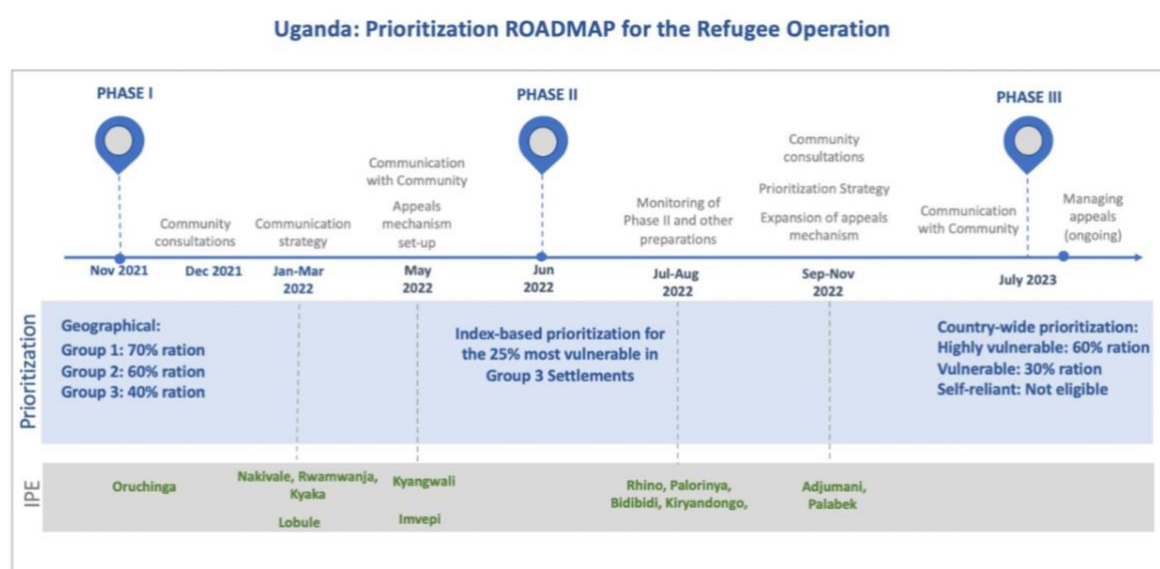 Uganda: Prioritization ROADMAP for the Refugee Operation
PHASE I
PHASE II
PHASE III
Community
consultations
Communication
strategy
Communication
with Community
Appeals
mechanism
set-up
Monitoring of
Phase II and other
preparations
Community
consultations
Prioritization Strategy
Expansion of appeals
mechanism
Communication
with Community
Managing
appeals
(ongoing)
Nov 2021
Dec 2021
Jan-Mar
2022
May
2022
Jun
2022
Jul-Aug
2022
Sep-Nov
2022
July 2023
Prioritization
Geographical:
Group 1: 70% ration
Group 2: 60% ration
Group 3: 40% ration
Index-based prioritization for
the 25% most vulnerable in
Group 3 Settlements
Country-wide prioritization:
Highly vulnerable: 60% ration
Vulnerable: 30% ration
Self-reliant: Not eligible
IPE
Oruchinga
Nakivale, Rwamwanja,
Kyaka
Lobule
Kyangwali
Imvepi
Rhino, Palorinya,
Bidibidi, Kiryandongo,
Adjumani,
Palabek